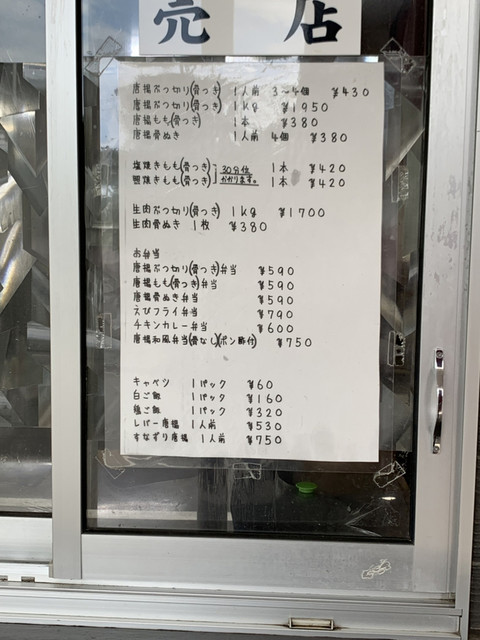 売店
唐揚ぶつ切り(骨つき) 1人前 3〜4個 ¥430
唐揚ぶつ切り(骨つき) 1kg ¥1950
唐揚もも(骨つき) 1本 ¥380
唐揚骨ぬき 1人前 4個 ¥380
塩焼きもも(骨つき) 30分位 1本 ¥420
照焼きもも(骨つき) かかります。 1本 ¥420
生肉ぶつ切り(骨つき) 1kg ¥1700
生肉骨ぬき 1枚 ¥380
お弁当
唐揚ぶつ切り(骨つき)弁当 ¥590
唐揚もも(骨つき)弁当 ¥590
唐揚骨ぬき弁当 ¥590
えびフライ弁当 ¥790
チキンカレー弁当 ¥600
唐揚和風弁当(骨なし)(ポン酢付) ¥750
キャベツ 1パック ¥60
白ご飯 1パック ¥160
鶏ご飯 1パック ¥320
レバー唐揚 1人前 ¥530
すなずり唐揚 1人前 ¥750